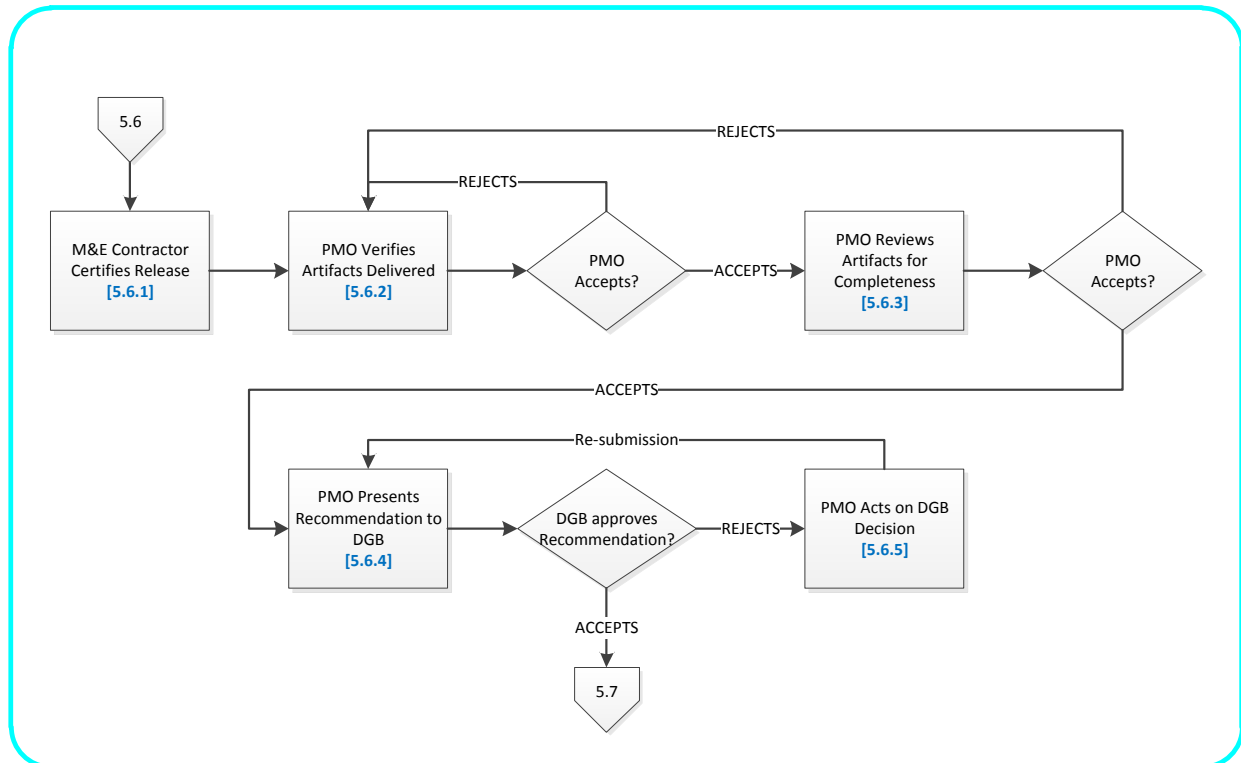 5.6
REJECTS
REJECTS
M&E Contractor
Certifies Release
[5.6.1]
PMO Verifies
Artifacts Delivered
[5.6.2]
PMO
Accepts?
ACCEPTS
PMO Reviews
Artifacts for
Completeness
[5.6.3]
PMO
Accepts?
ACCEPTS
Re-submission
PMO Presents
Recommendation to
DGB
[5.6.4]
DGB approves
Recommendation?
REJECTS
PMO Acts on DGB
Decision
[5.6.5]
ACCEPTS
5.7